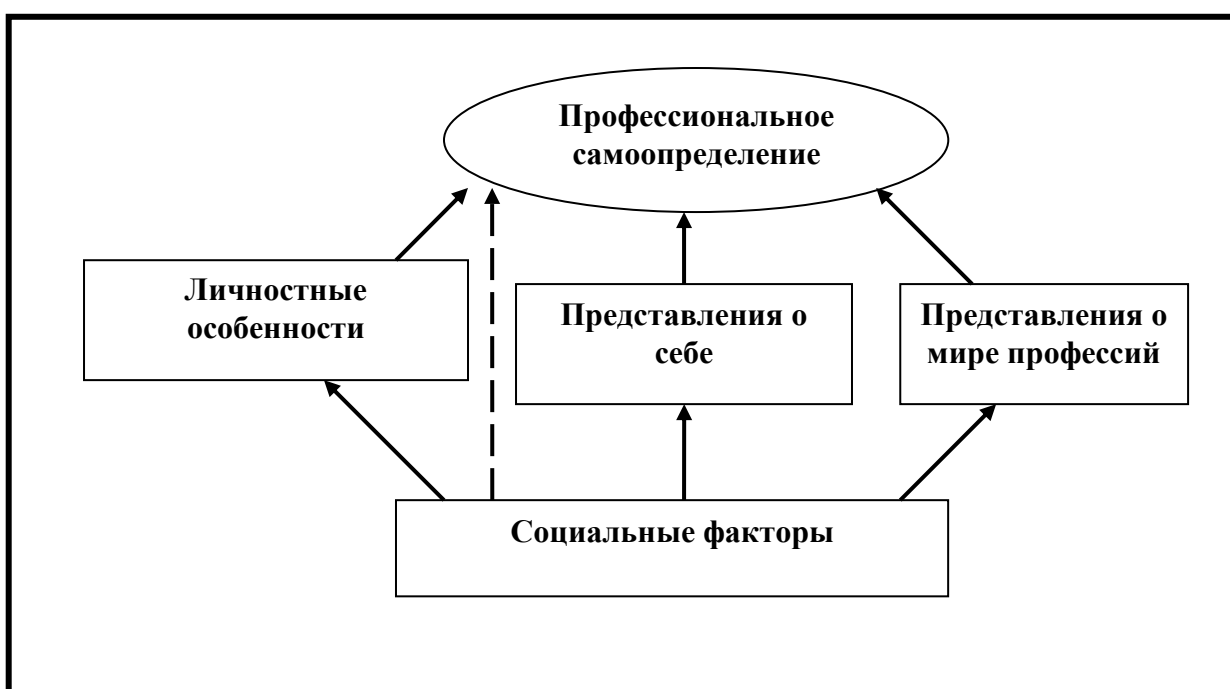 Профессиональное
самоопределение
Личностные
особенности
Представления о
себе
Представления о
мире профессий
Социальные факторы